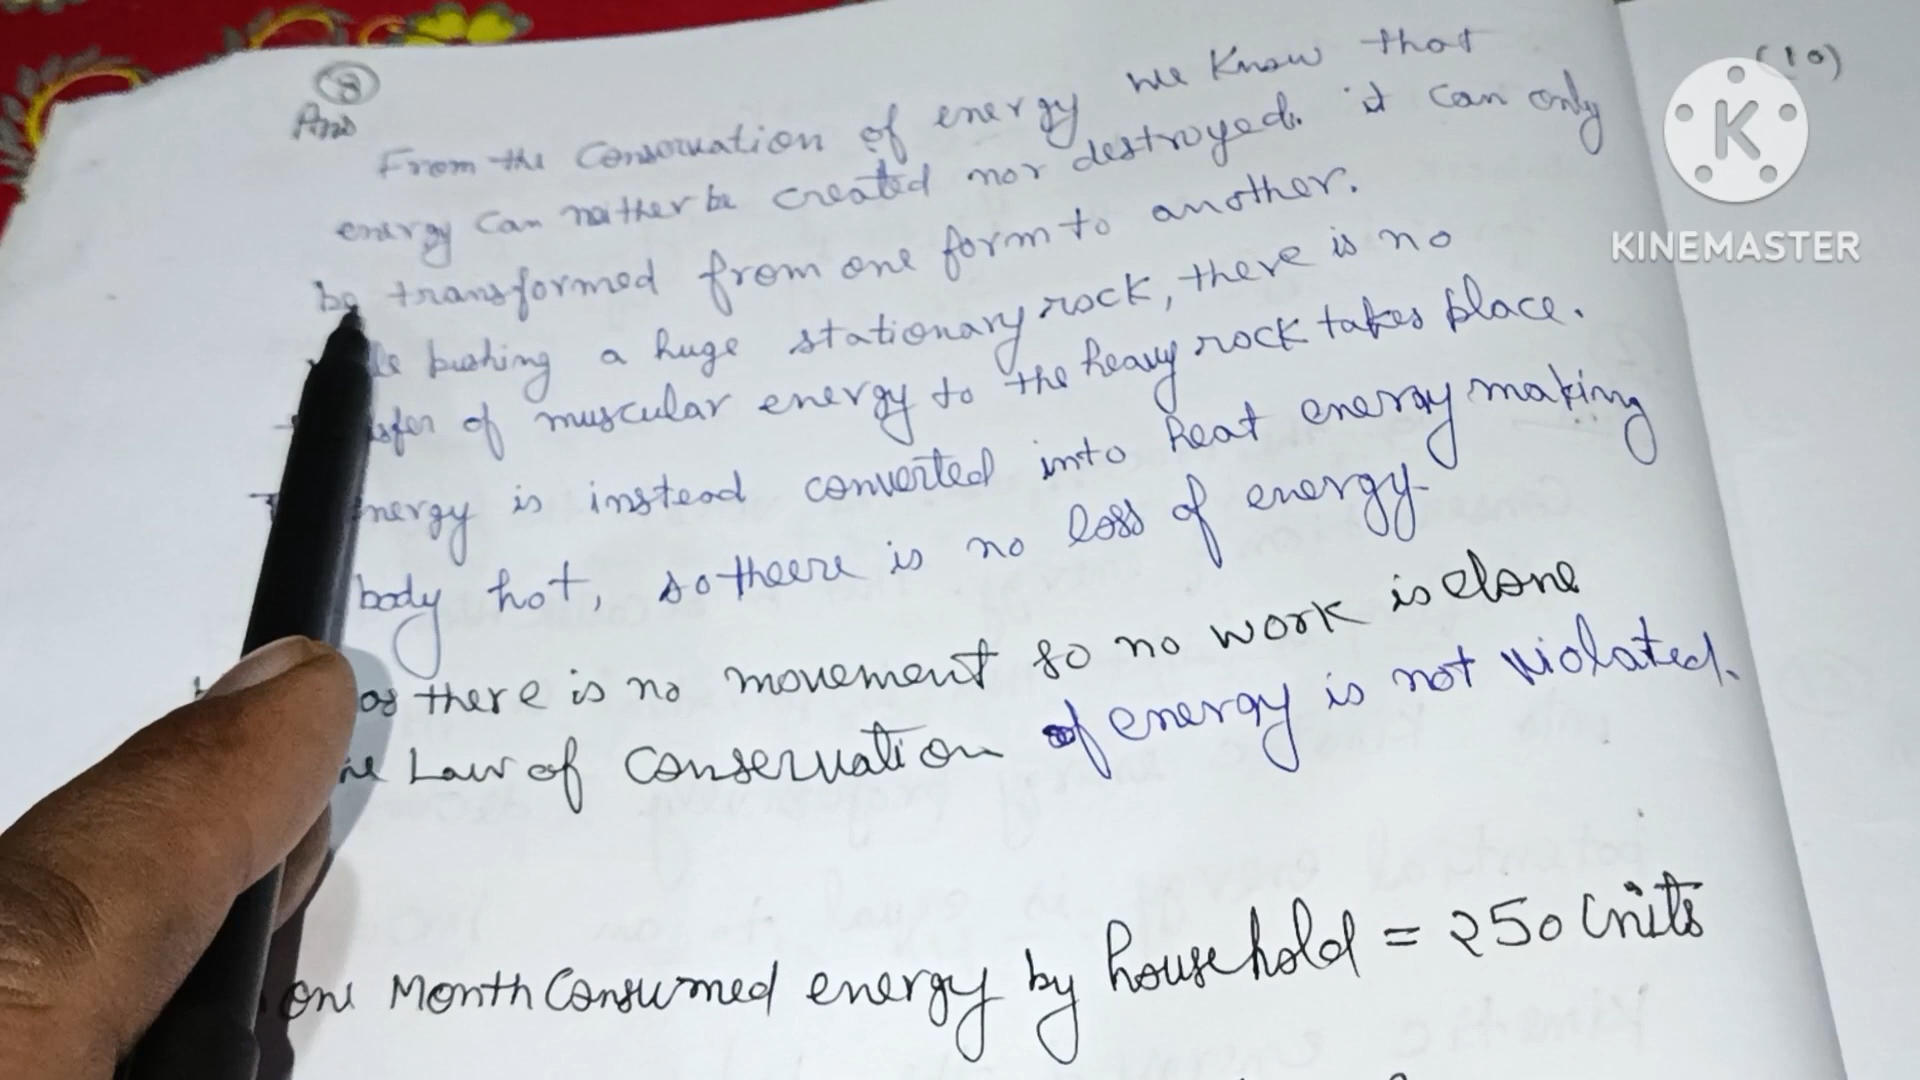 8
Ans
From the Conservation of energy we know that
energy can neither be created nor destroyed. it can only
be transformed from one form to another.
pushing a huge stationary rock, there is no
of muscular energy to the heavy rock takes place.
energy is instead converted into heat energy making
body hot, so theere is no loss of energy.
as there is no movement so no work is done
Law of conservation of energy is not violated.
one Month Consumed energy by household = 250 Units
(10)
K
KINEMASTER